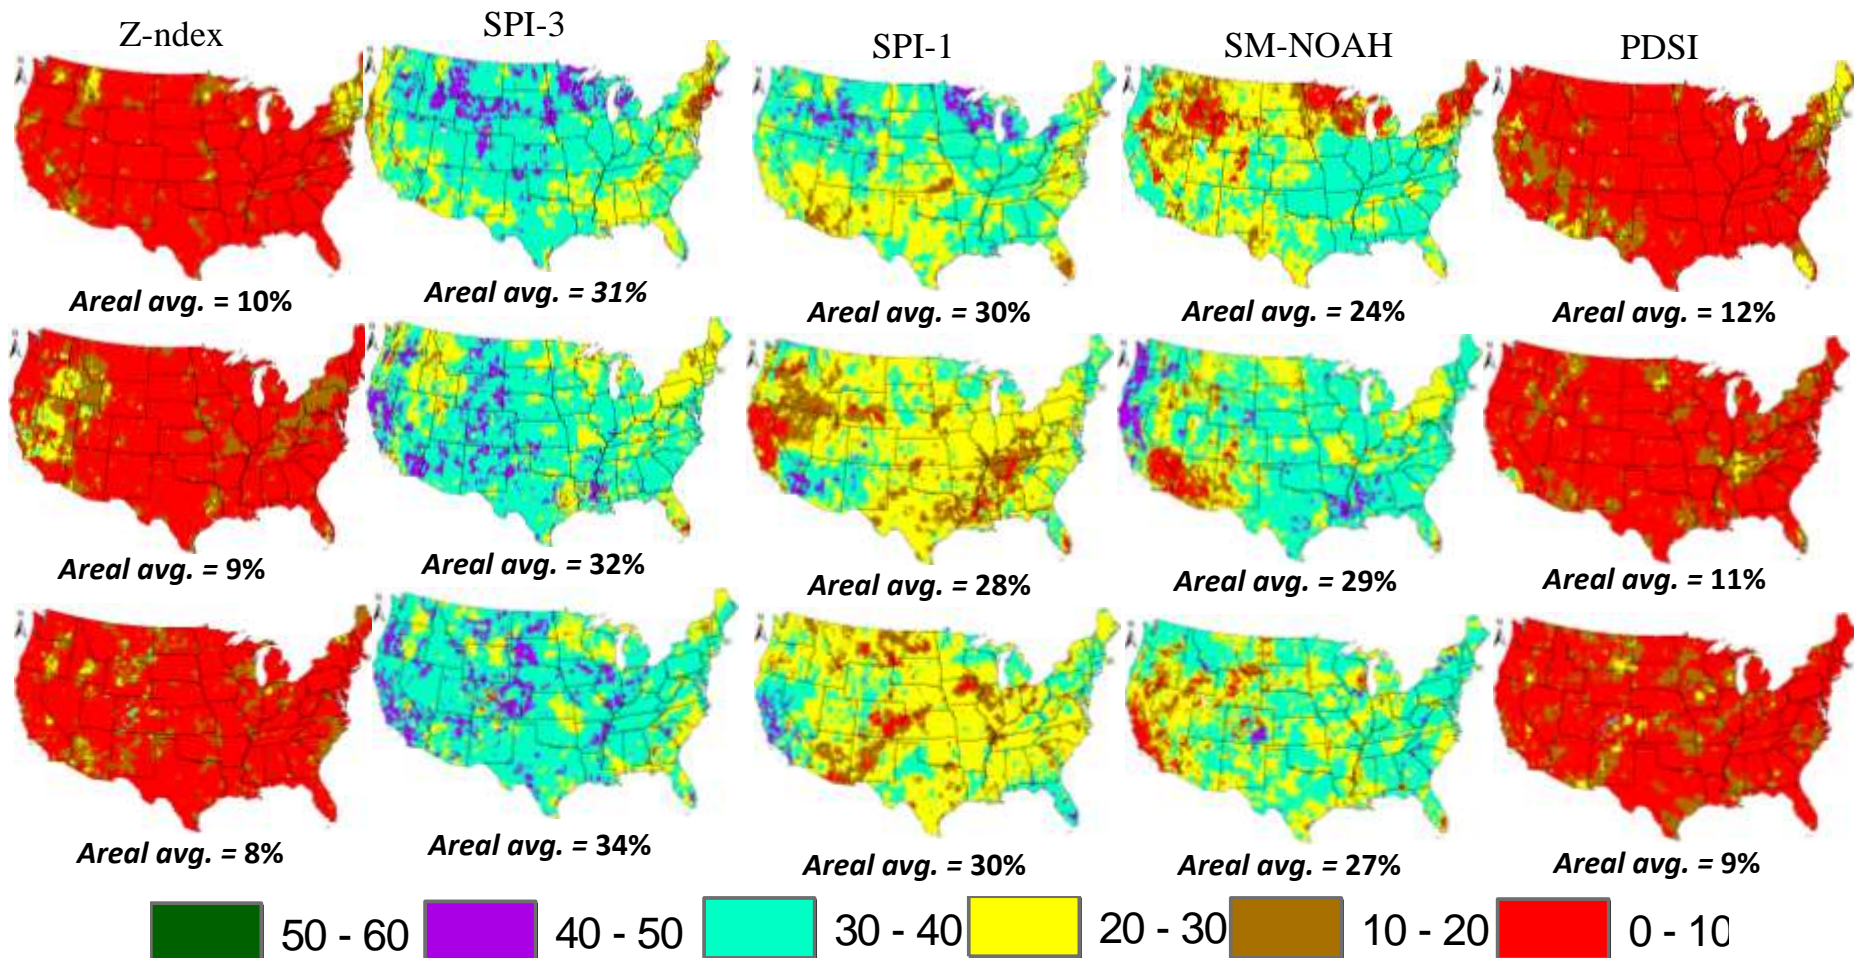 Z-ndex SPI-3 SPI-1 SM-NOAH PDSI
Areal avg. = 10% Areal avg. = 31% Areal avg. = 30% Areal avg. = 24% Areal avg. = 12%
Areal avg. = 9% Areal avg. = 32% Areal avg. = 28% Areal avg. = 29% Areal avg. = 11%
Areal avg. = 8% Areal avg. = 34% Areal avg. = 30% Areal avg. = 27% Areal avg. = 9%
50 - 60 40 - 50 30 - 40 20 - 30 10 - 20 0 - 10